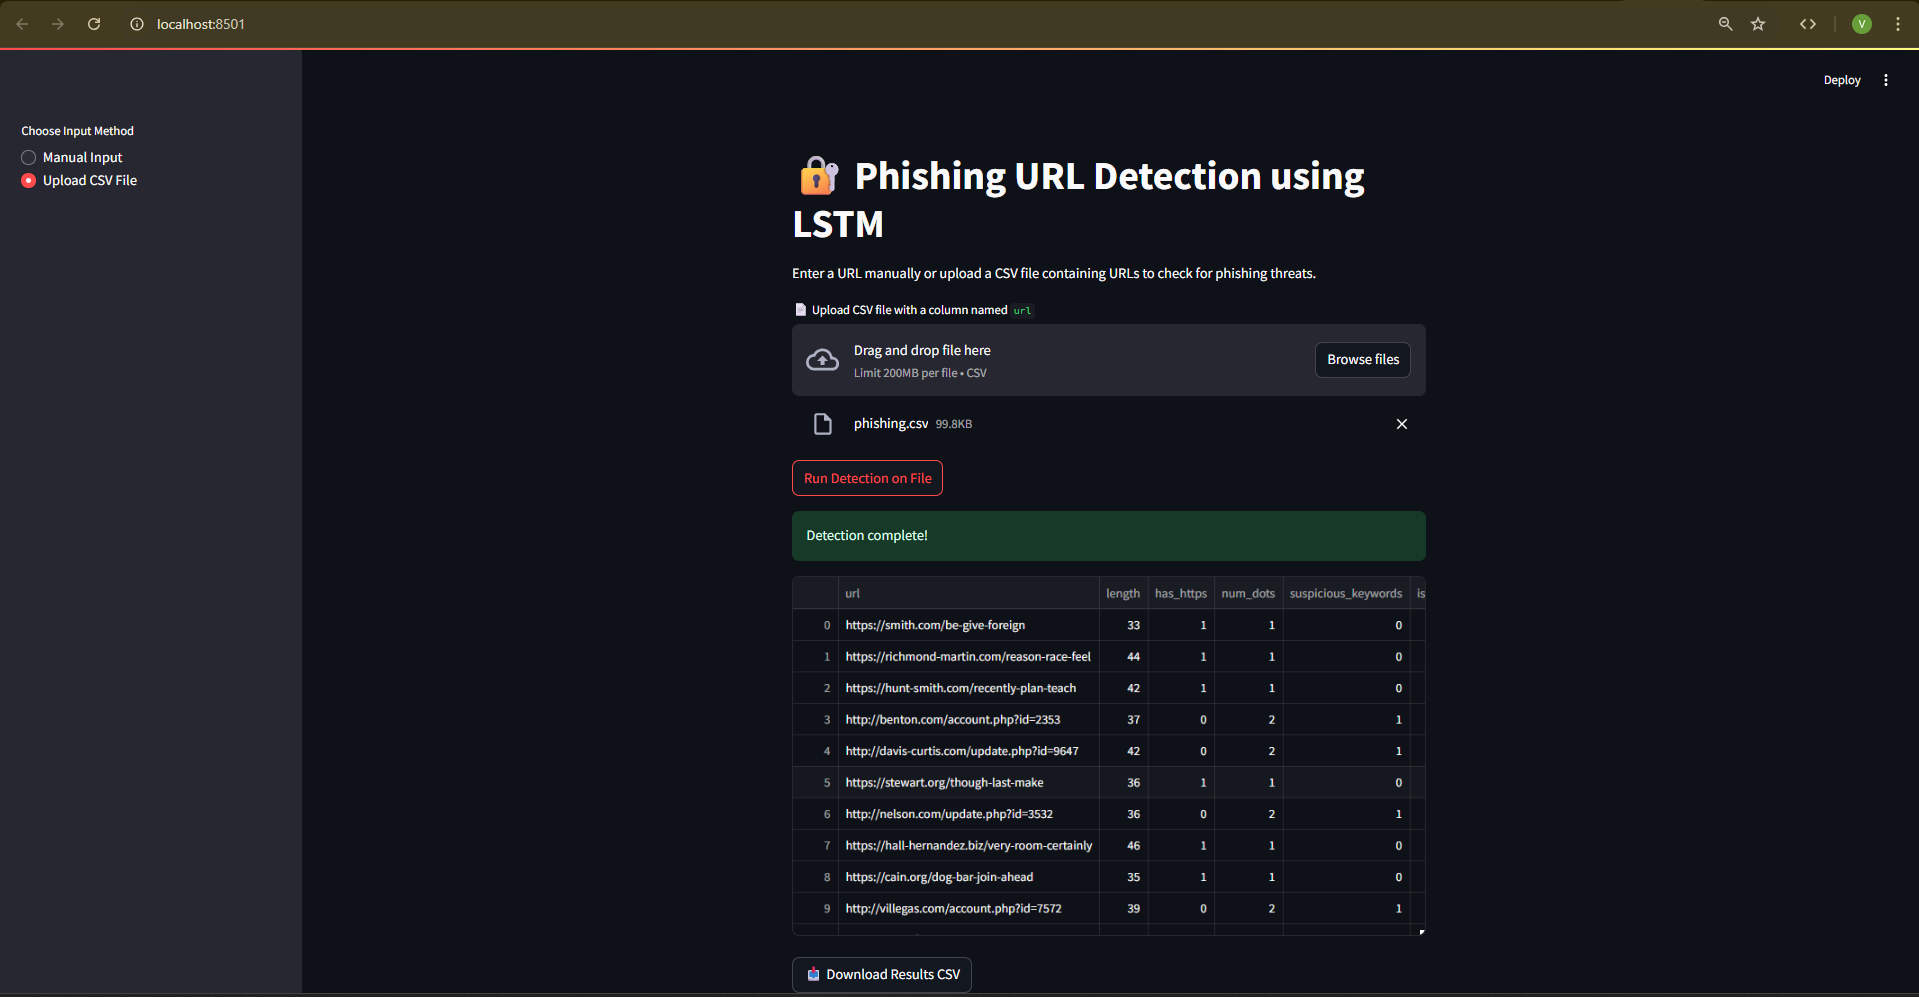 localhost:8501
V
Deploy
Choose Input Method
Manual Input
Upload CSV File
Phishing URL Detection using
LSTM
Enter a URL manually or upload a CSV file containing URLs to check for phishing threats.
Upload CSV file with a column named url
Drag and drop file here
Limit 200MB per file • CSV
Browse files
phishing.csv 99.8KB
Run Detection on File
Detection complete!
url length has_https num_dots suspicious_keywords is
0 https://smith.com/be-give-foreign 33 1 1 0
1 https://richmond-martin.com/reason-race-feel 44 1 1 0
2 https://hunt-smith.com/recently-plan-teach 42 1 1 0
3 http://benton.com/account.php?id=2353 37 0 2 1
4 http://davis-curtis.com/update.php?id=9647 42 0 2 1
5 https://stewart.org/though-last-make 36 1 1 0
6 http://nelson.com/update.php?id=3532 36 0 2 1
7 https://hall-hernandez.biz/very-room-certainly 46 1 1 0
8 https://cain.org/dog-bar-join-ahead 35 1 1 0
9 http://villegas.com/account.php?id=7572 39 0 2 1
Download Results CSV